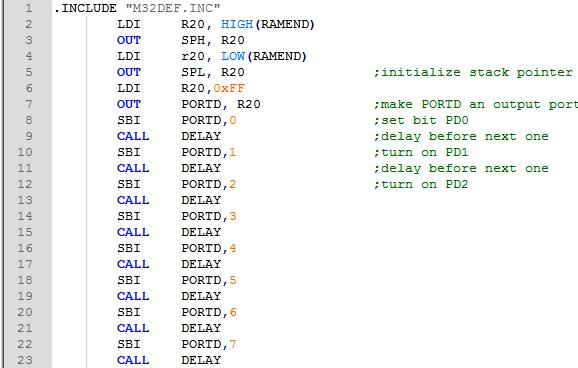 1 .INCLUDE "M32DEF.INC"
2 LDI R20, HIGH(RAMEND)
3 OUT SPH, R20
4 LDI r20, LOW(RAMEND)
5 OUT SPL, R20 ;initialize stack pointer
6 LDI R20,0xFF
7 OUT PORTD, R20 ;make PORTD an output port
8 SBI PORTD,0 ;set bit PD0
9 CALL DELAY ;delay before next one
10 SBI PORTD,1 ;turn on PD1
11 CALL DELAY ;delay before next one
12 SBI PORTD,2 ;turn on PD2
13 CALL DELAY
14 SBI PORTD,3
15 CALL DELAY
16 SBI PORTD,4
17 CALL DELAY
18 SBI PORTD,5
19 CALL DELAY
20 SBI PORTD,6
21 CALL DELAY
22 SBI PORTD,7
23 CALL DELAY